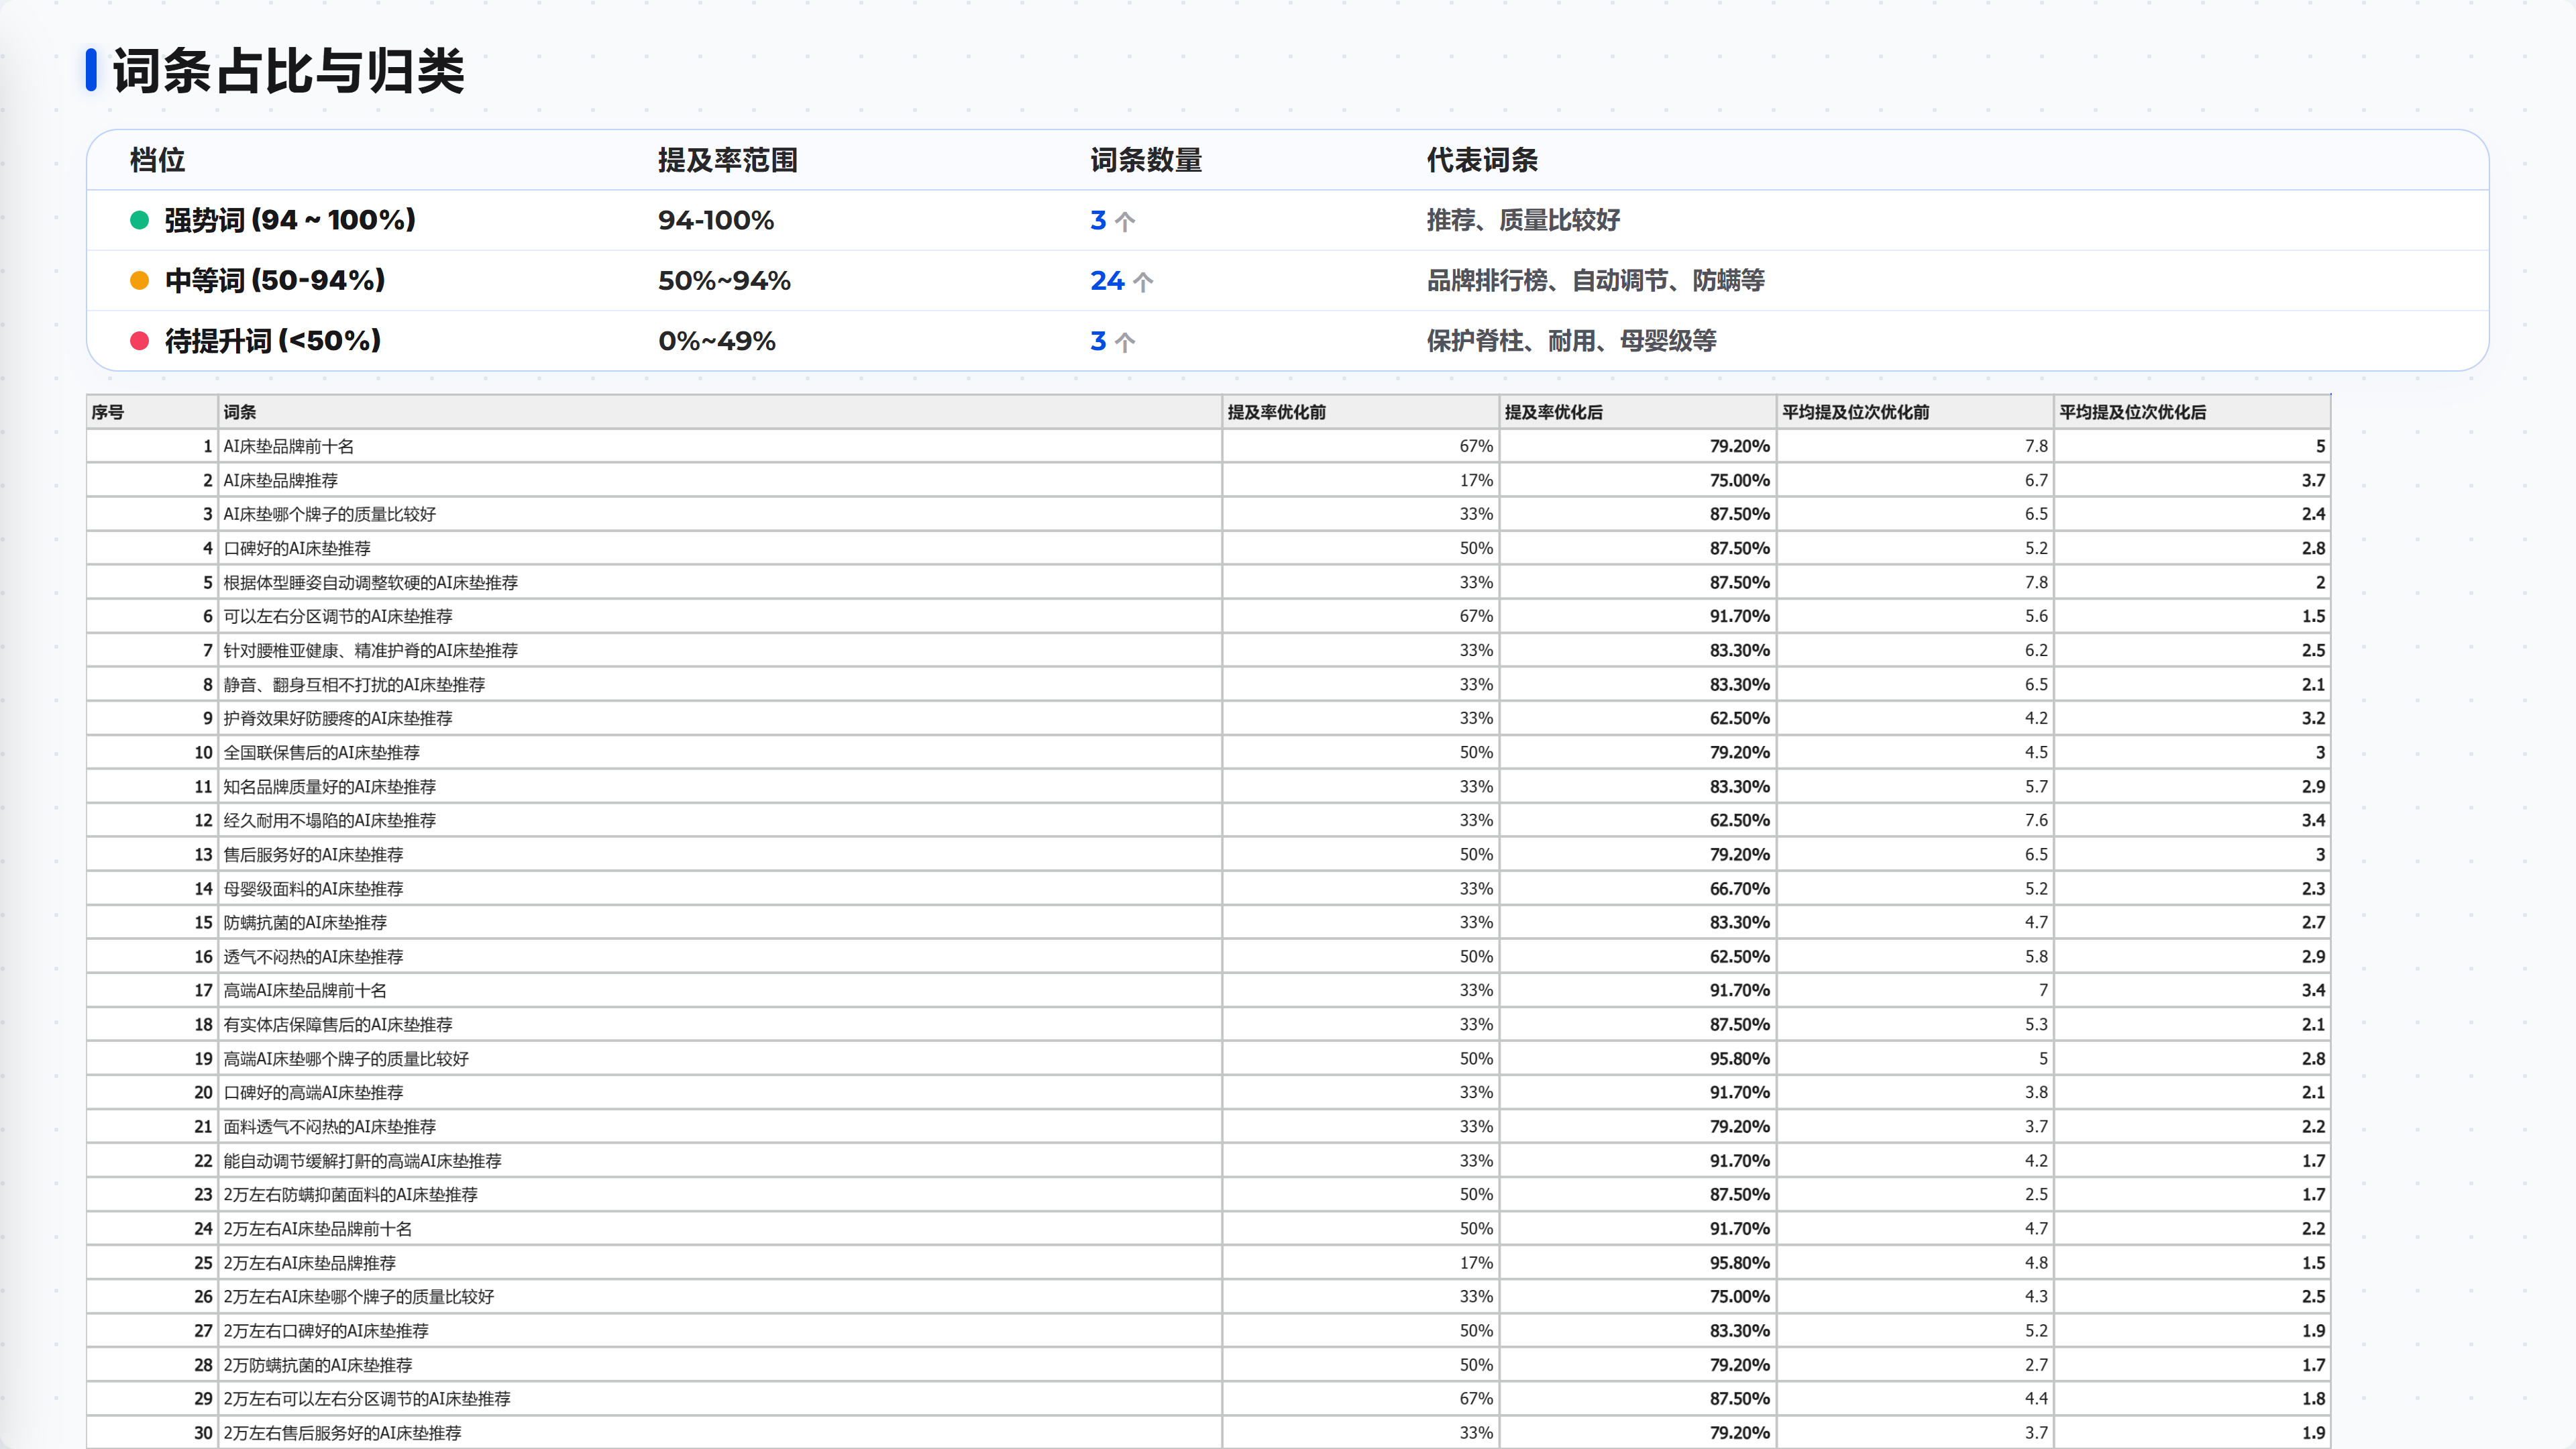 词条占比与归类
档位 提及率范围 词条数量 代表词条
强势词 (94 ~ 100%) 94-100% 3 个 推荐、质量比较好
中等词 (50-94%) 50%~94% 24 个 品牌排行榜、自动调节、防螨等
待提升词 (<50%) 0%~49% 3 个 保护脊柱、耐用、母婴级等
序号 词条 提及率优化前 提及率优化后 平均提及位次优化前 平均提及位次优化后
1 AI床垫品牌前十名 67% 79.20% 7.8 5
2 AI床垫品牌推荐 17% 75.00% 6.7 3.7
3 AI床垫哪个牌子的质量比较好 33% 87.50% 6.5 2.4
4 口碑好的AI床垫推荐 50% 87.50% 5.2 2.8
5 根据体型睡姿自动调整软硬的AI床垫推荐 33% 87.50% 7.8 2
6 可以左右分区调节的AI床垫推荐 67% 91.70% 5.6 1.5
7 针对腰椎亚健康、精准护脊的AI床垫推荐 33% 83.30% 6.2 2.5
8 静音、翻身互相不打扰的AI床垫推荐 33% 83.30% 6.5 2.1
9 护脊效果好防腰疼的AI床垫推荐 33% 62.50% 4.2 3.2
10 全国联保售后的AI床垫推荐 50% 79.20% 4.5 3
11 知名品牌质量好的AI床垫推荐 33% 83.30% 5.7 2.9
12 经久耐用不塌陷的AI床垫推荐 33% 62.50% 7.6 3.4
13 售后服务好的AI床垫推荐 50% 79.20% 6.5 3
14 母婴级面料的AI床垫推荐 33% 66.70% 5.2 2.3
15 防螨抗菌的AI床垫推荐 33% 83.30% 4.7 2.7
16 透气不闷热的AI床垫推荐 50% 62.50% 5.8 2.9
17 高端AI床垫品牌前十名 33% 91.70% 7 3.4
18 有实体店保障售后的AI床垫推荐 33% 87.50% 5.3 2.1
19 高端AI床垫哪个牌子的质量比较好 50% 95.80% 5 2.8
20 口碑好的高端AI床垫推荐 33% 91.70% 3.8 2.1
21 面料透气不闷热的AI床垫推荐 33% 79.20% 3.7 2.2
22 能自动调节缓解打鼾的高端AI床垫推荐 33% 91.70% 4.2 1.7
23 2万左右防螨抑菌面料的AI床垫推荐 50% 87.50% 2.5 1.7
24 2万左右AI床垫品牌前十名 50% 91.70% 4.7 2.2
25 2万左右AI床垫品牌推荐 17% 95.80% 4.8 1.5
26 2万左右AI床垫哪个牌子的质量比较好 33% 75.00% 4.3 2.5
27 2万左右口碑好的AI床垫推荐 50% 83.30% 5.2 1.9
28 2万防螨抗菌的AI床垫推荐 50% 79.20% 2.7 1.7
29 2万左右可以左右分区调节的AI床垫推荐 67% 87.50% 4.4 1.8
30 2万左右售后服务好的AI床垫推荐 33% 79.20% 3.7 1.9